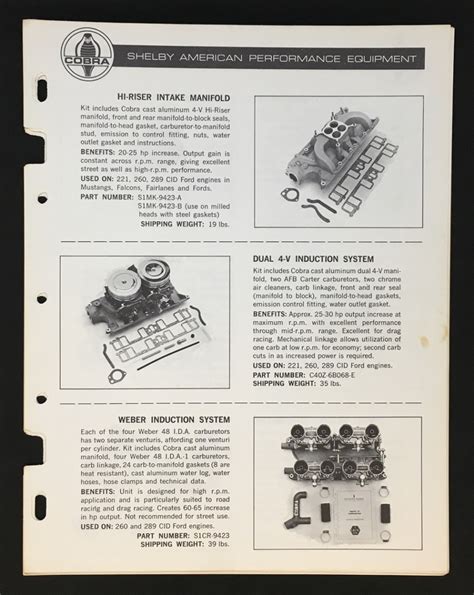 COBRA
SHELBY AMERICAN PERFORMANCE EQUIPMENT
HI-RISER INTAKE MANIFOLD
Kit includes Cobra cast aluminum 4-V Hi-Riser
manifold, front and rear manifold-to-block seals,
manifold-to-head gasket, carburetor-to-manifold
stud, emission control fitting, nuts, water
outlet gasket and instructions.
BENEFITS: 20-25 hp increase. Output gain is
constant across r.p.m. range, giving excellent
street as well as high-r.p.m. performance.
USED ON: 221, 260, 289 CID Ford engines in
Mustangs, Falcons, Fairlanes and Fords.
PART NUMBER: S1MK-9423-A
S1MK-9423-B (use on milled
heads with steel gaskets)
SHIPPING WEIGHT: 19 lbs.
DUAL 4-V INDUCTION SYSTEM
Kit includes Cobra cast aluminum dual 4-V mani-
fold, two AFB Carter carburetors, two chrome
air cleaners, carb linkage, front and rear seal
(manifold to block), manifold-to-head gaskets,
emission control fitting, water outlet gasket.
BENEFITS: Approx. 25-30 hp output increase at
maximum r.p.m. with excellent performance
through mid-r.p.m. range. Excellent for drag
racing. Mechanical linkage allows utilization of
one carb at low r.p.m. for economy; second carb
cuts in as increased power is required.
USED ON: 221, 260, 289 CID Ford engines.
PART NUMBER: C4OZ-6B068-E
SHIPPING WEIGHT: 35 lbs.
WEBER INDUCTION SYSTEM
Each of the four Weber 48 I.D.A. carburetors
has two separate venturis, affording one venturi
per cylinder. Kit includes Cobra cast aluminum
manifold, four Weber 48 I.D.A.-1 carburetors,
carb linkage, 24 carb-to-manifold gaskets (8 are
heat resistant), cast aluminum water log, water
hoses, hose clamps and technical data.
BENEFITS: Unit is designed for high r.p.m.
application and is particularly suited to road
racing and drag racing. Creates 60-65 increase
in hp output. Not recommended for street use.
USED ON: 260 and 289 CID Ford engines.
PART NUMBER: S1CR-9423
SHIPPING WEIGHT: 39 lbs.